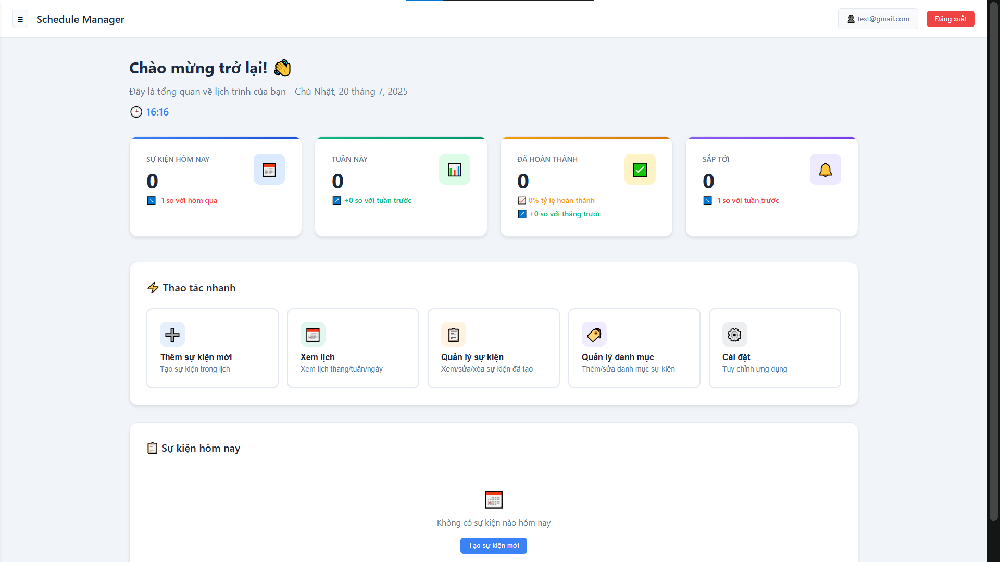 ☰ Schedule Manager
test@gmail.com
Đăng xuất
Chào mừng trở lại! 👋
Đây là tổng quan về lịch trình của bạn - Chủ Nhật, 20 tháng 7, 2025
16:16
SỰ KIỆN HÔM NAY
0
-1 so với hôm qua
TUẦN NÀY
0
+0 so với tuần trước
ĐÃ HOÀN THÀNH
0
0% tỷ lệ hoàn thành
+0 so với tháng trước
SẮP TỚI
0
-1 so với tuần trước
Thao tác nhanh
Thêm sự kiện mới
Tạo sự kiện trong lịch
Xem lịch
Xem lịch tháng/tuần/ngày
Quản lý sự kiện
Xem/sửa/xóa sự kiện đã tạo
Quản lý danh mục
Thêm/sửa danh mục sự kiện
Cài đặt
Tùy chỉnh ứng dụng
Sự kiện hôm nay
Không có sự kiện nào hôm nay
Tạo sự kiện mới